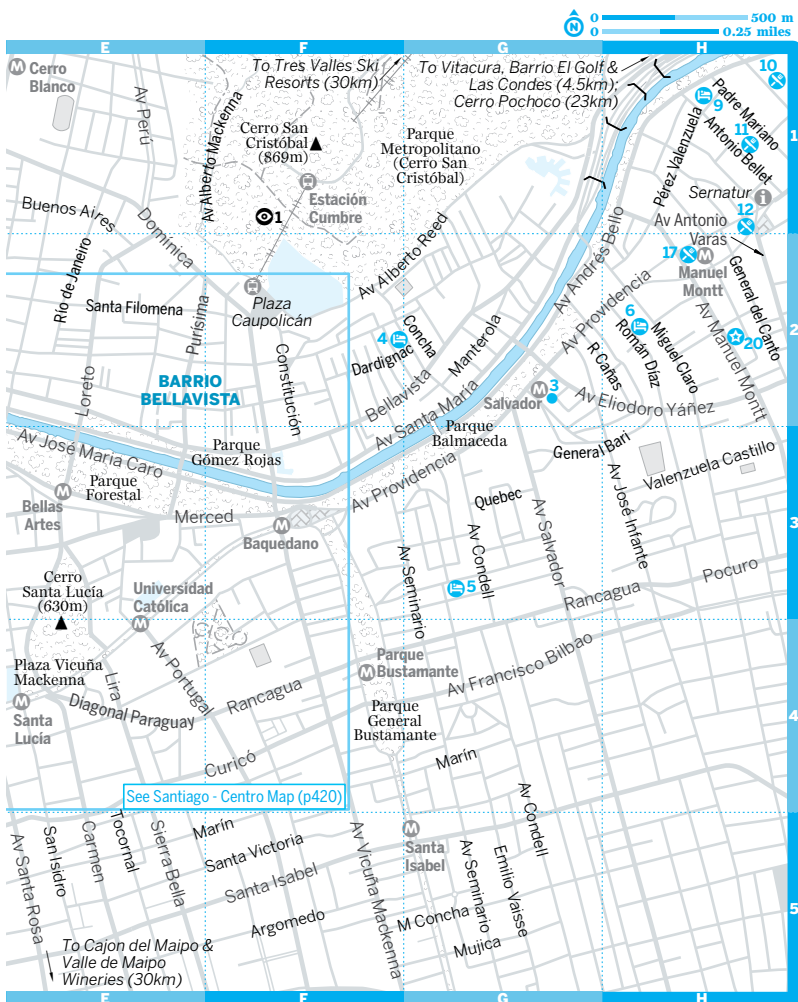 N
0 500 m
0 0.25 miles
E F G H
Cerro
Blanco
Av Perú
Av Alberto Mackenna
To Tres Valles Ski
Resorts (30km)
Cerro San
Cristóbal
(869m)
To Vitacura, Barrio El Golf &
Las Condes (4.5km);
Cerro Pochoco (23km)
Parque
Metropolitano
(Cerro San
Cristóbal)
10
9
Padre Mariano
11
Antonio Bellet
1
Pérez Valenzuela
Sernatur
i
12
Estación
Cumbre
1
Buenos Aires
Domínica
Av Alberto Reed
Av Andrés Bello
Av Antonio
Varas
17
M
Manuel
Montt
General del Canto
Río de Janeiro
Santa Filomena
Purísima
Plaza
Caupolicán
Av Providencia
6
Román Díaz
Miguel Claro
20
Av Manuel Montt
2
4
Concha
Dardignac
Manterola
Constitución
R Cañas
BARRIO
BELLAVISTA
Loreto
Bellavista
Av Santa María
M
Salvador
3
Av Eliodoro Yáñez
Av José María Caro
Parque
Gómez Rojas
Parque
Balmaceda
General Bari
Valenzuela Castillo
Parque
Forestal
Av Providencia
M
Bellas
Artes
Merced
M
Baquedano
Quebec
Av Condell
Av Salvador
Av José Infante
3
Cerro
Santa Lucía
(630m)
Universidad
Católica
M
Av Seminario
5
Rancagua
Pocuro
Plaza Vicuña
Mackenna
Lira
Av Portugal
Parque
Bustamante
M
Av Francisco Bilbao
M
Santa
Lucía
Diagonal Paraguay
Rancagua
Parque
General
Bustamante
4
Curicó
Marín
See Santiago - Centro Map (p420)
Av Condell
Av Santa Rosa
San Isidro
Carmen
Tocornal
Sierra Bella
Marín
Santa Victoria
Santa Isabel
Av Vicuña Mackenna
M
Santa
Isabel
Av Seminario
Emilio Vaïsse
Argomedo
M Concha
Mujica
5
To Cajon del Maipo &
Valle de Maipo
Wineries (30km)
E F G H